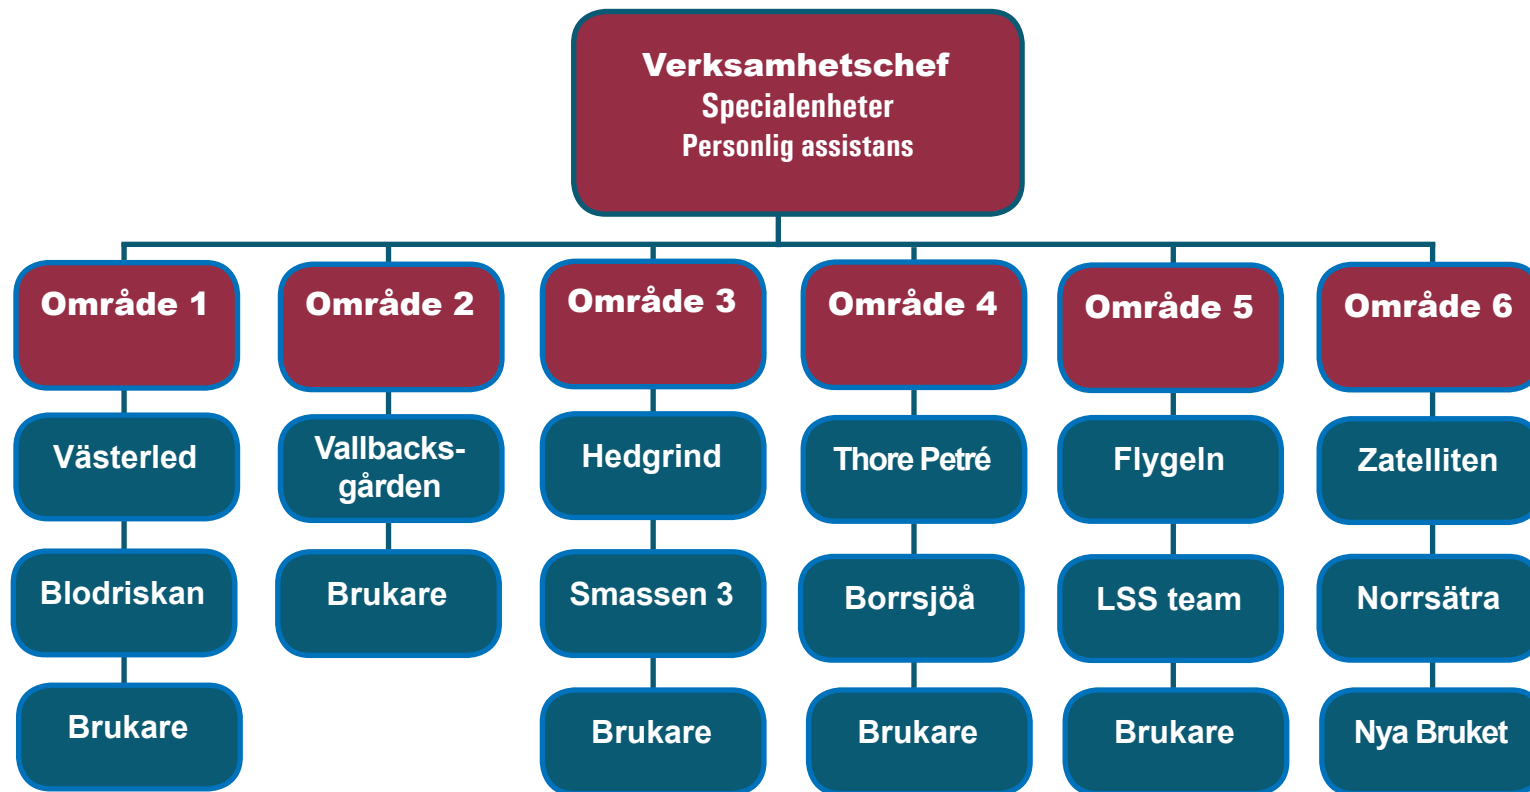 Verksamhetschef
Specialenheter
Personlig assistans
Område 1
Område 2
Område 3
Område 4
Område 5
Område 6
Västerled
Vallbacks-
gården
Hedgrind
Thore Petré
Flygeln
Zatelliten
Blodriskan
Brukare
Smassen 3
Borrsjöå
LSS team
Norrsätra
Brukare
Brukare
Brukare
Brukare
Nya Bruket